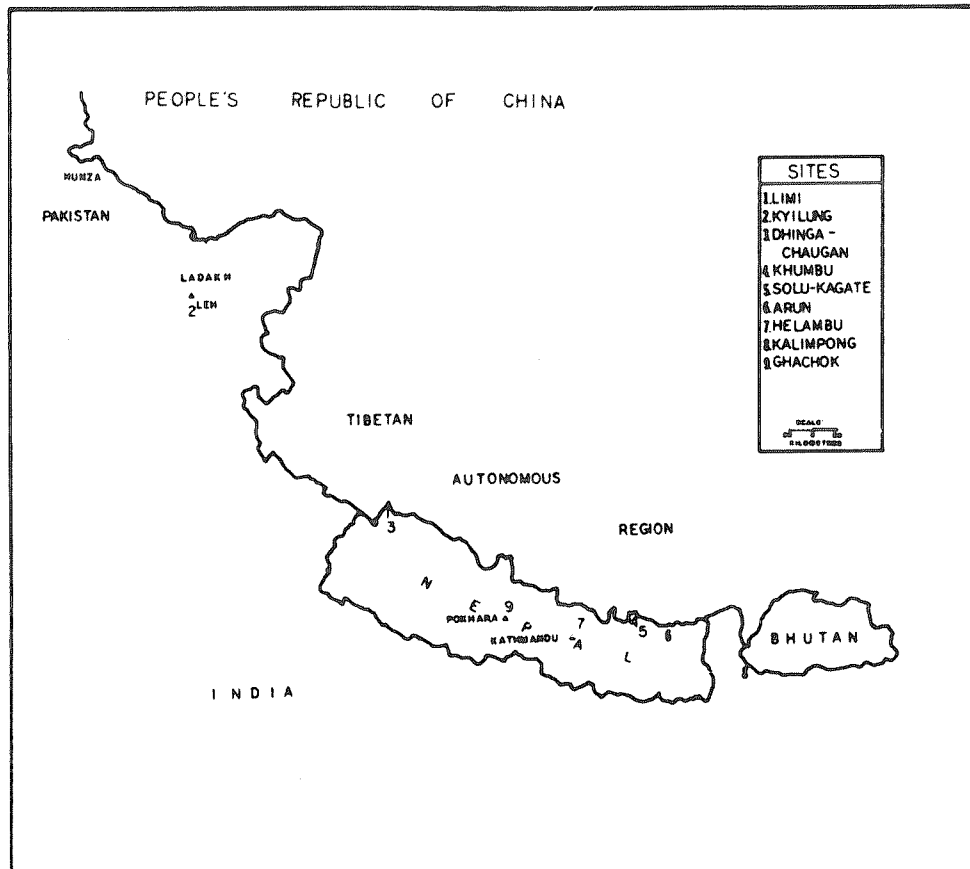 PEOPLE'S REPUBLIC OF CHINA
HUNZA
PAKISTAN
LADAKH
2 LEH
TIBETAN
AUTONOMOUS
REGION
3
N E P A L
9
POKHARA
KATHMANDU
7
5
6
BHUTAN
INDIA
SITES
1.LIMI
2.KYILUNG
3.DHINGA-
CHAUGAN
4.KHUMBU
5.SOLU-KAGATE
6.ARUN
7.HELAMBU
8.KALIMPONG
9.GHACHOK
SCALE
KILOMETERS